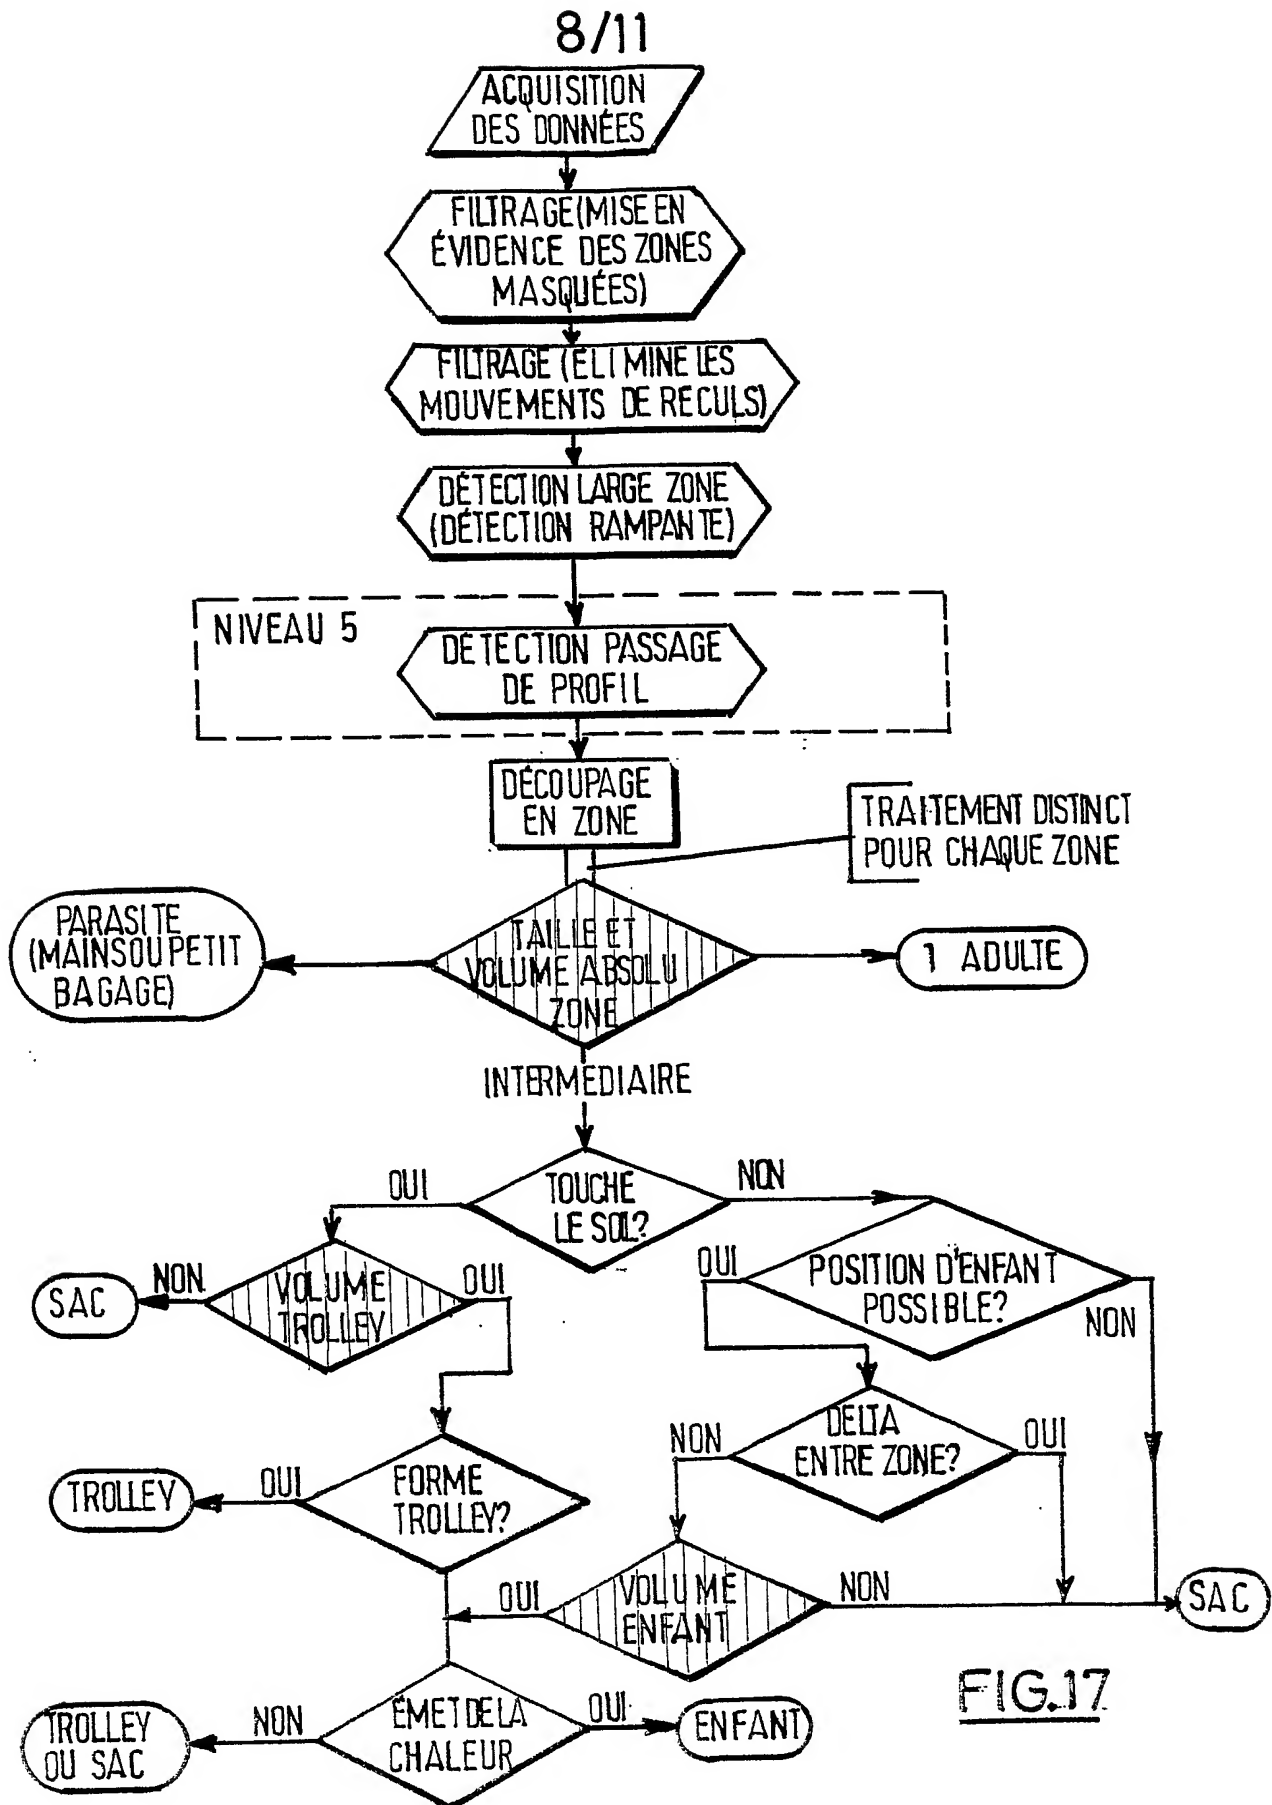 8/11
ACQUISITION
DES DONNÉES
FILTRAGE(MISE EN
ÉVIDENCE DES ZONES
MASQUÉES)
FILTRAGE (ÉLIMINE LES
MOUVEMENTS DE RECULS)
DÉTECTION LARGE ZONE
(DÉTECTION RAMPANTE)
NIVEAU 5
DÉTECTION PASSAGE
DE PROFIL
DÉCOUPAGE
EN ZONE
TRAITEMENT DISTINCT
POUR CHAQUE ZONE
PARASITE
(MAINSOUPETIT
BAGAGE)
TAILLE ET
VOLUME ABSOLU
ZONE
1 ADULTE
INTERMEDIAIRE
OUI
TOUCHE
LE SOL?
NON
SAC
NON
VOLUME
TROLLEY
OUI
OUI
POSITION D'ENFANT
POSSIBLE?
NON
NON
DELTA
ENTRE ZONE?
OUI
TROLLEY
OUI
FORME
TROLLEY?
OUI
VOLUME
ENFANT
NON
SAC
TROLLEY
OU SAC
NON
ÉMET DE LA
CHALEUR
OUI
ENFANT
FIG.17